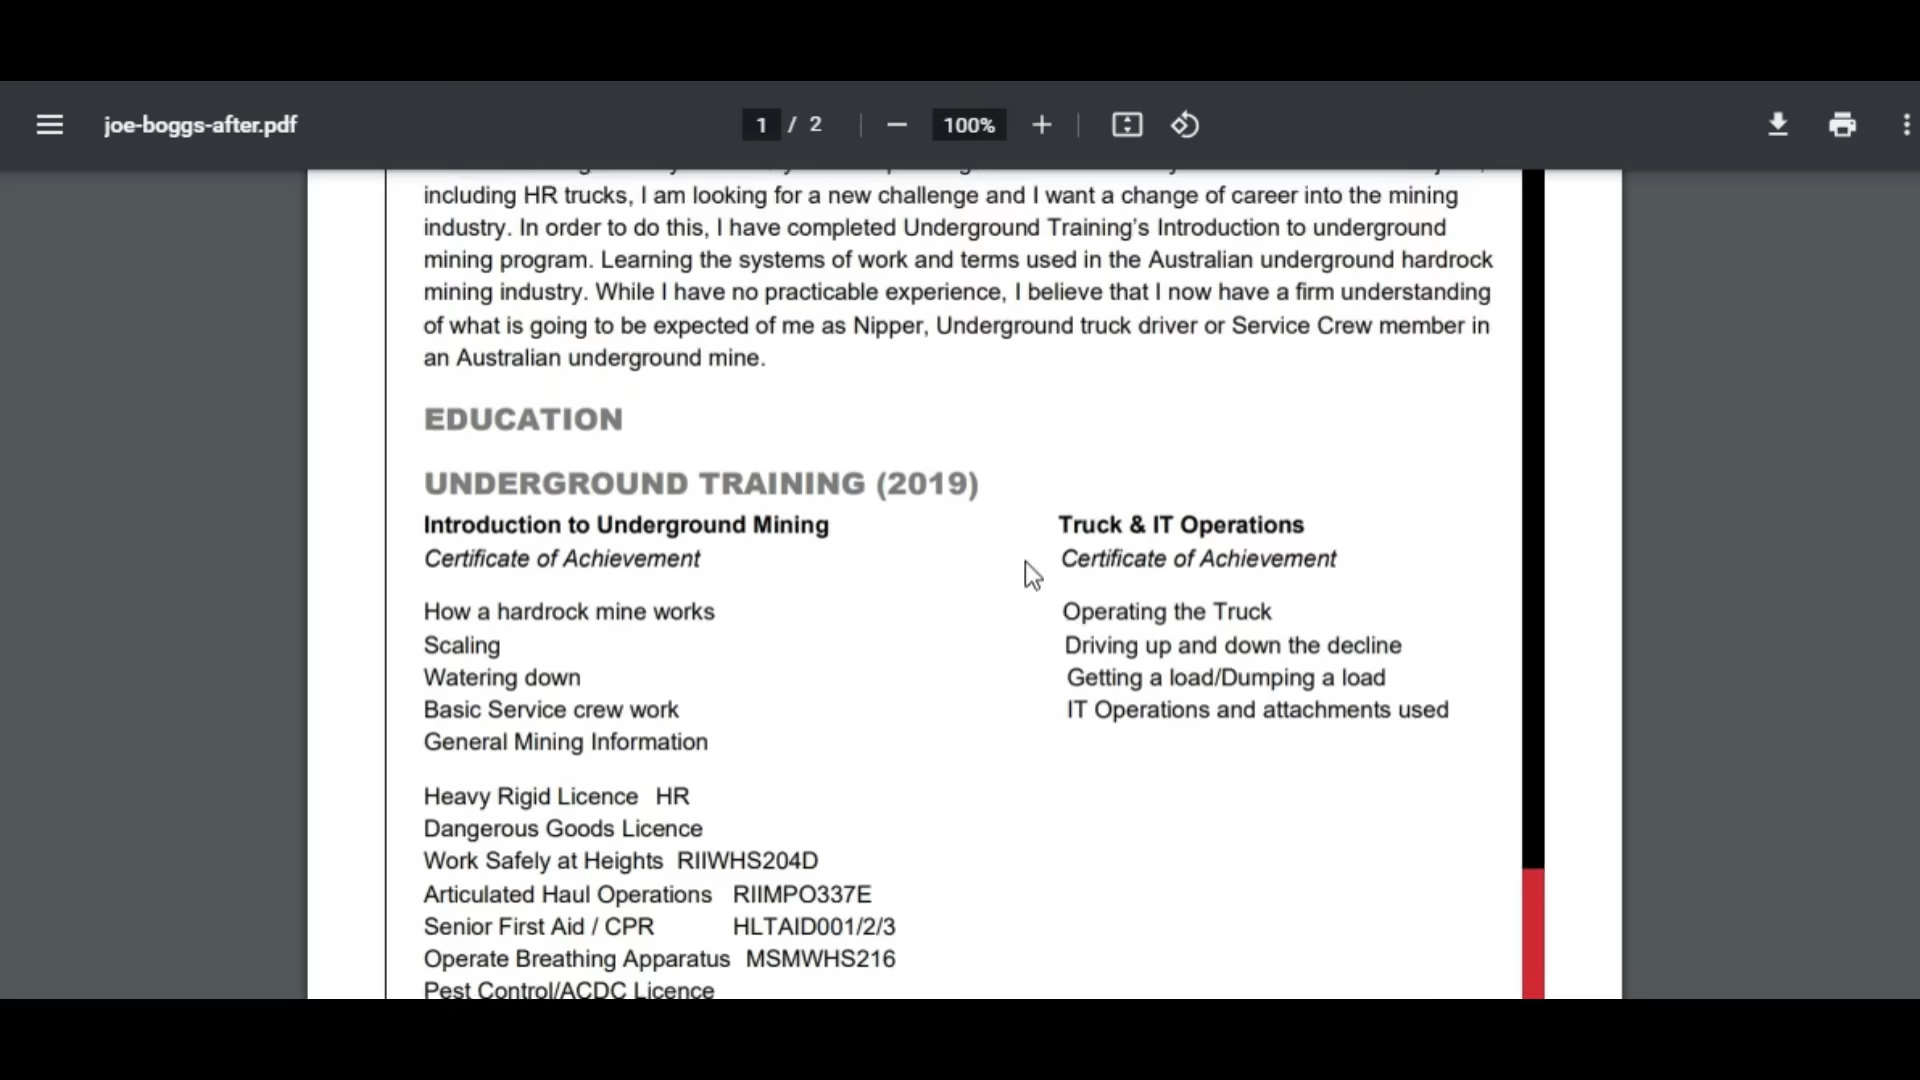 joe-boggs-after.pdf
1 / 2
100%
including HR trucks, I am looking for a new challenge and I want a change of career into the mining
industry. In order to do this, I have completed Underground Training's Introduction to underground
mining program. Learning the systems of work and terms used in the Australian underground hardrock
mining industry. While I have no practicable experience, I believe that I now have a firm understanding
of what is going to be expected of me as Nipper, Underground truck driver or Service Crew member in
an Australian underground mine.
EDUCATION
UNDERGROUND TRAINING (2019)
Introduction to Underground Mining
Certificate of Achievement
How a hardrock mine works
Scaling
Watering down
Basic Service crew work
General Mining Information
Truck & IT Operations
Certificate of Achievement
Operating the Truck
Driving up and down the decline
Getting a load/Dumping a load
IT Operations and attachments used
Heavy Rigid Licence HR
Dangerous Goods Licence
Work Safely at Heights RIIWHS204D
Articulated Haul Operations RIIMPO337E
Senior First Aid / CPR HLTAID001/2/3
Operate Breathing Apparatus MSMWHS216
Pest Control/ACDC Licence